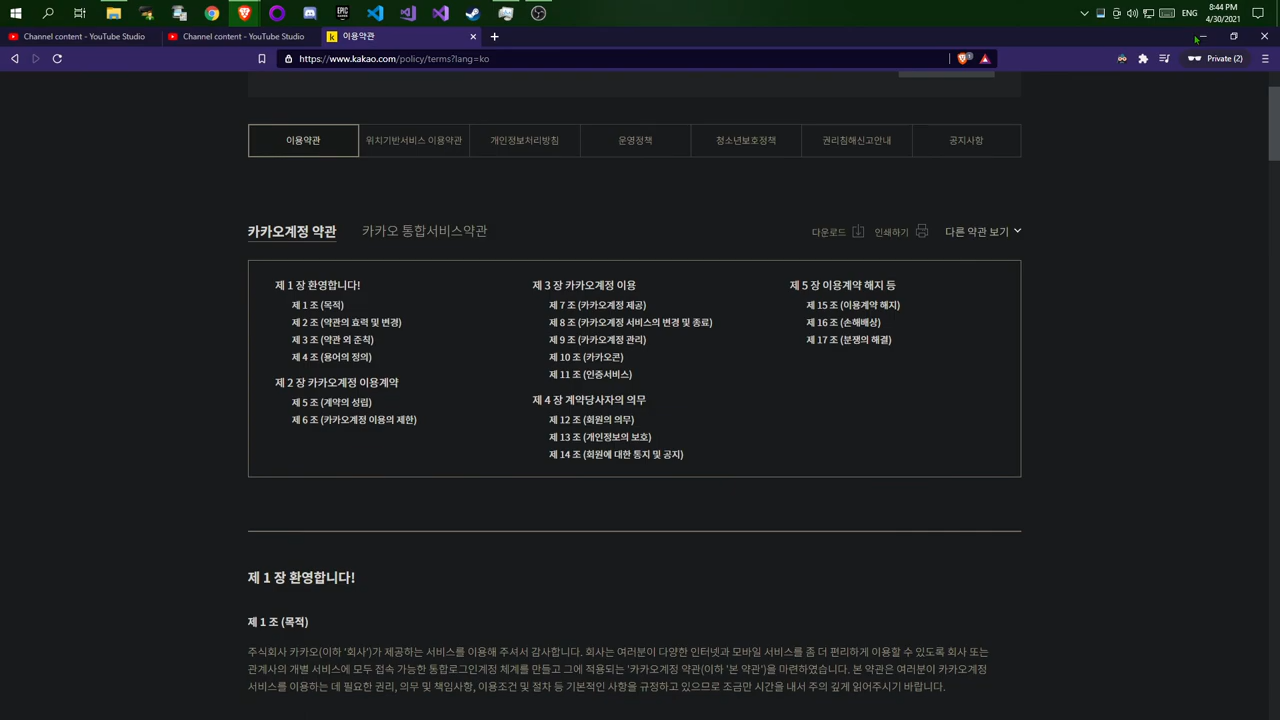 8:44 PM
ENG
4/30/2021
Channel content - YouTube Studio
Channel content - YouTube Studio
이용약관
https://www.kakao.com/policy/terms?lang=ko
1
Private (2)
이용약관
위치기반서비스 이용약관
개인정보처리방침
운영정책
청소년보호정책
권리침해신고안내
공지사항
카카오계정 약관
카카오 통합서비스약관
다운로드
인쇄하기
다른 약관 보기
제 1 장 환영합니다!
제 1 조 (목적)
제 2 조 (약관의 효력 및 변경)
제 3 조 (약관 외 준칙)
제 4 조 (용어의 정의)
제 2 장 카카오계정 이용계약
제 5 조 (계약의 성립)
제 6 조 (카카오계정 이용의 제한)
제 3 장 카카오계정 이용
제 7 조 (카카오계정 제공)
제 8 조 (카카오계정 서비스의 변경 및 종료)
제 9 조 (카카오계정 관리)
제 10 조 (카카오콘)
제 11 조 (인증서비스)
제 4 장 계약당사자의 의무
제 12 조 (회원의 의무)
제 13 조 (개인정보의 보호)
제 14 조 (회원에 대한 통지 및 공지)
제 5 장 이용계약 해지 등
제 15 조 (이용계약 해지)
제 16 조 (손해배상)
제 17 조 (분쟁의 해결)
제 1 장 환영합니다!
제 1 조 (목적)
주식회사 카카오(이하 ‘회사’)가 제공하는 서비스를 이용해 주셔서 감사합니다. 회사는 여러분이 다양한 인터넷과 모바일 서비스를 좀 더 편리하게 이용할 수 있도록 회사 또는
관계사의 개별 서비스에 모두 접속 가능한 통합로그인계정 체계를 만들고 그에 적용되는 '카카오계정 약관(이하 '본 약관')을 마련하였습니다. 본 약관은 여러분이 카카오계정
서비스를 이용하는 데 필요한 권리, 의무 및 책임사항, 이용조건 및 절차 등 기본적인 사항을 규정하고 있으므로 조금만 시간을 내서 주의 깊게 읽어주시기 바랍니다.